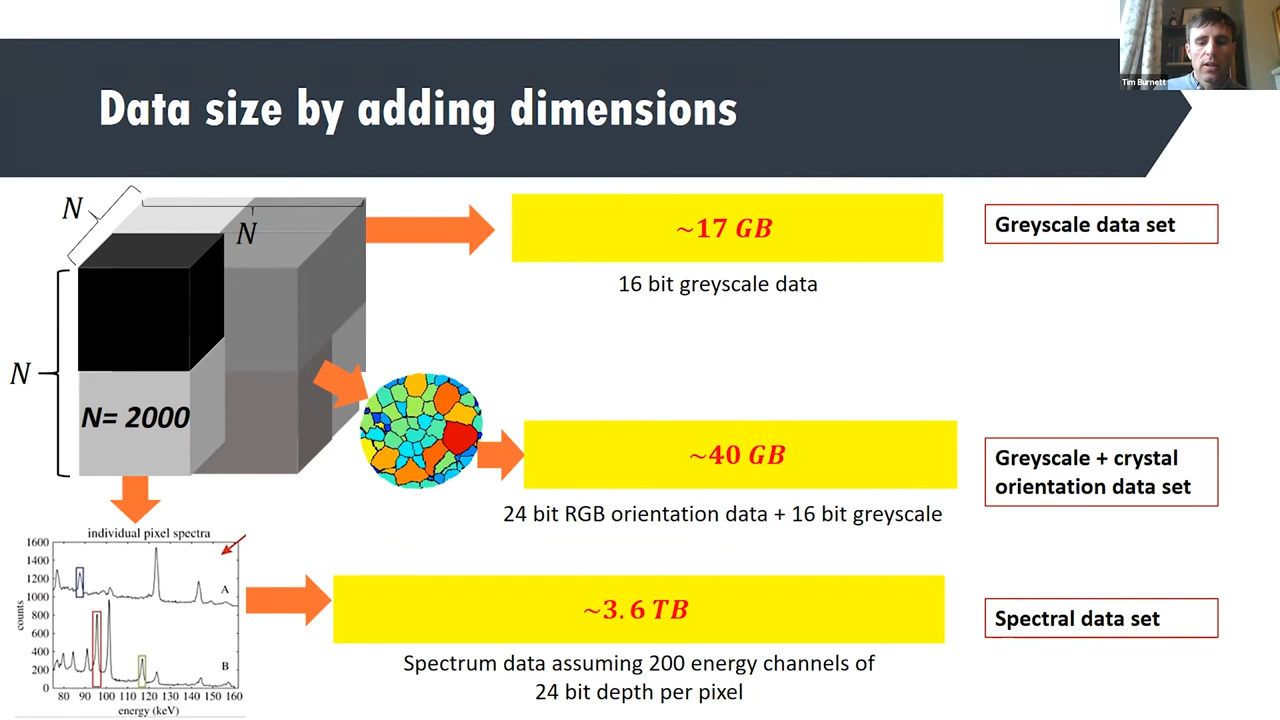 Tim Burnett
Data size by adding dimensions
N
N
N
N= 2000
~17 GB
16 bit greyscale data
Greyscale data set
~40 GB
24 bit RGB orientation data + 16 bit greyscale
Greyscale + crystal
orientation data set
individual pixel spectra
1600
1400
1200
1000
800
600
400
200
0
counts
A
B
80 90 100 110 120 130 140 150 160
energy (keV)
~3.6 TB
Spectrum data assuming 200 energy channels of
24 bit depth per pixel
Spectral data set